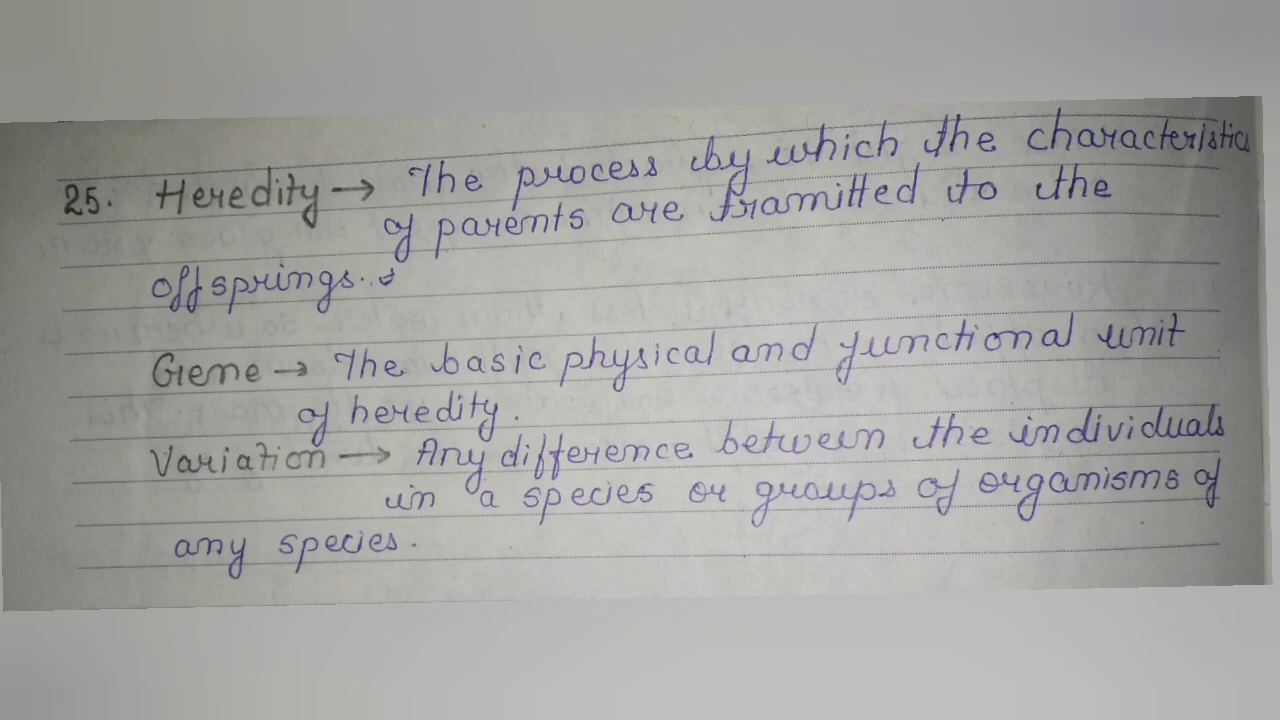 25. Heredity → The process by which the characteristics
of parents are tramitted to the
offsprings.
Gene → The basic physical and functional unit
of heredity.
Variation → Any difference between the individuals
in a species or groups of organisms of
any species.